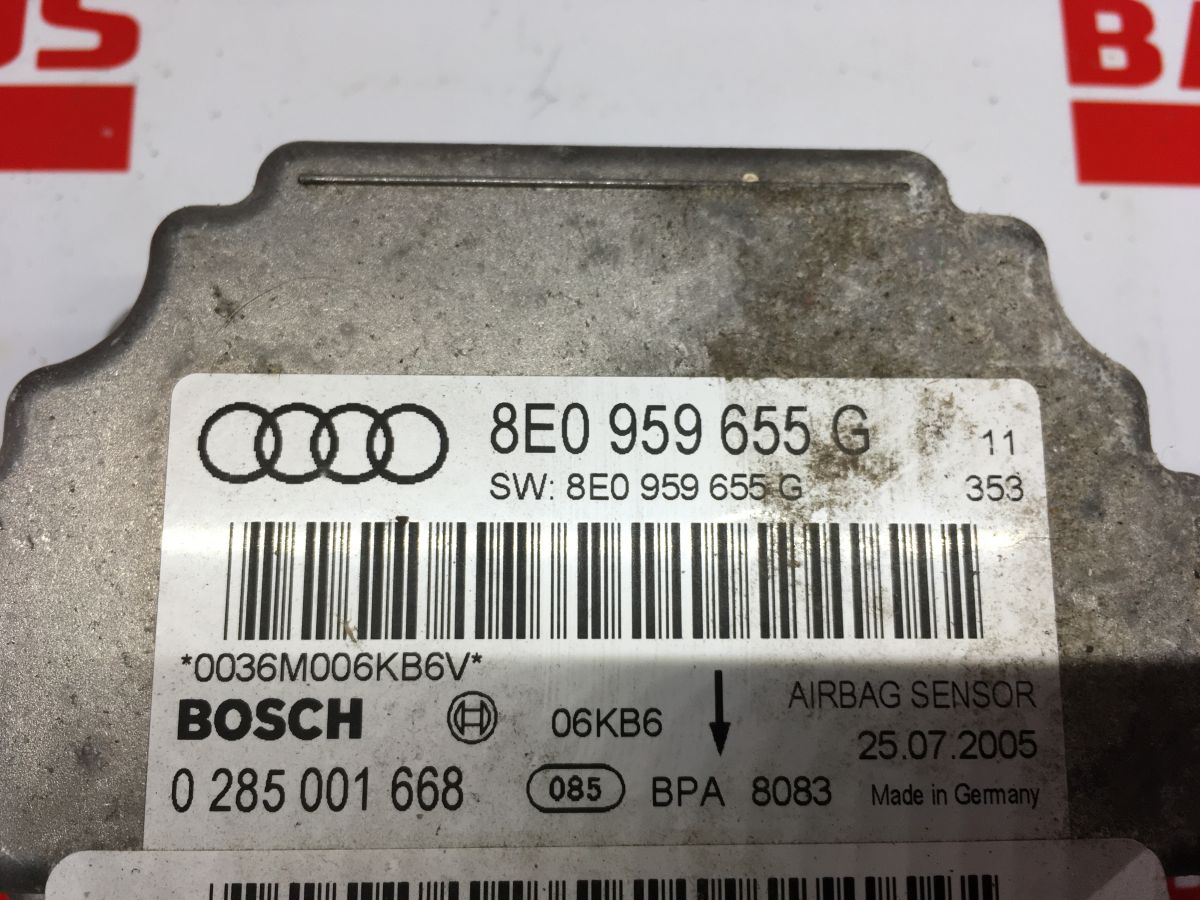 8E0 959 655 G 11
SW: 8E0 959 655 G 353
*0036M006KB6V*
BOSCH 06KB6 AIRBAG SENSOR
25.07.2005
0 285 001 668 085 BPA 8083 Made in Germany